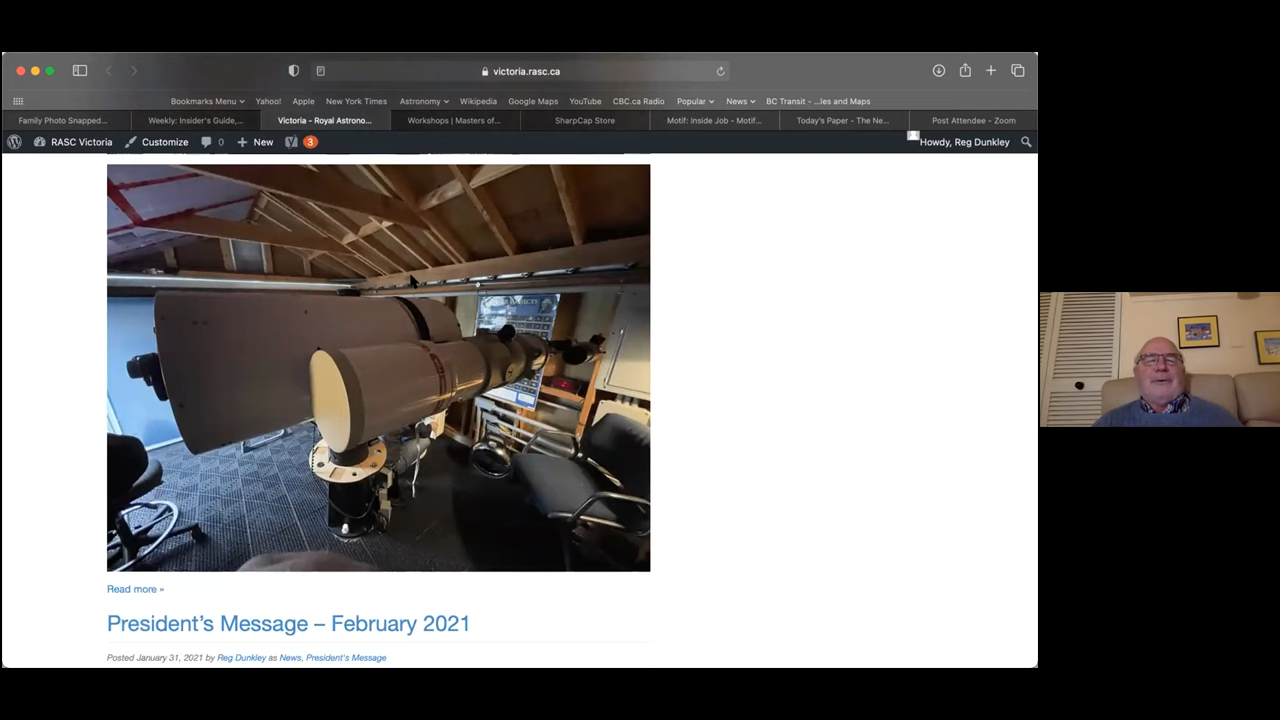 victoria.rasc.ca
Bookmarks Menu Yahoo! Apple New York Times Astronomy Wikipedia Google Maps YouTube CBC.ca Radio Popular News BC Transit - ...les and Maps
Family Photo Snapped... Weekly: Insider's Guide,... Victoria - Royal Astrono... Workshops | Masters of... SharpCap Store Motif: Inside Job - Motif... Today's Paper - The Ne... Post Attendee - Zoom
RASC Victoria Customize 0 New 3 Howdy, Reg Dunkley
Read more »
President's Message – February 2021
Posted January 31, 2021 by Reg Dunkley as News, President's Message